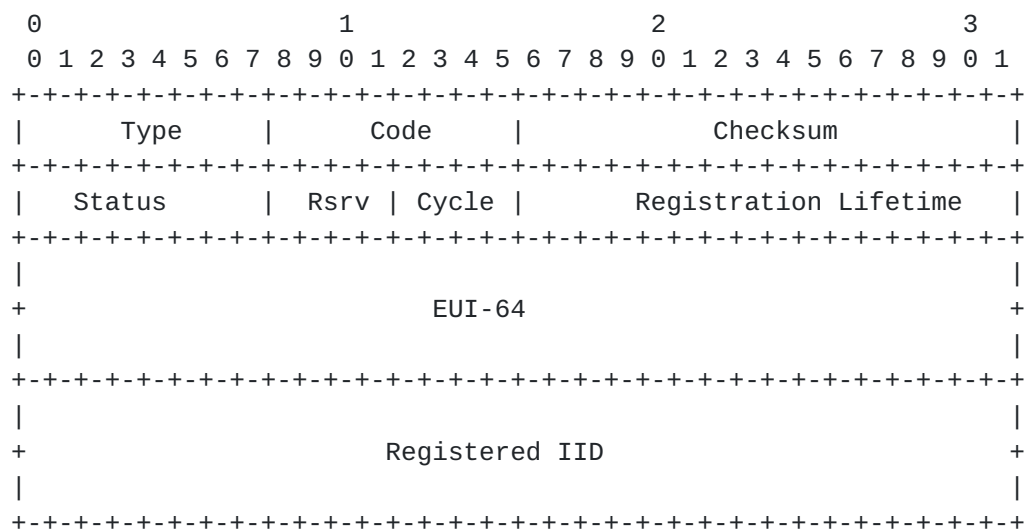 0                   1                   2                   3
 0 1 2 3 4 5 6 7 8 9 0 1 2 3 4 5 6 7 8 9 0 1 2 3 4 5 6 7 8 9 0 1
+-+-+-+-+-+-+-+-+-+-+-+-+-+-+-+-+-+-+-+-+-+-+-+-+-+-+-+-+-+-+-+-+
|      Type     |      Code     |            Checksum           |
+-+-+-+-+-+-+-+-+-+-+-+-+-+-+-+-+-+-+-+-+-+-+-+-+-+-+-+-+-+-+-+-+
|   Status      |  Rsrv | Cycle |       Registration Lifetime   |
+-+-+-+-+-+-+-+-+-+-+-+-+-+-+-+-+-+-+-+-+-+-+-+-+-+-+-+-+-+-+-+-+
|                                                               |
+                          EUI-64                               +
|                                                               |
+-+-+-+-+-+-+-+-+-+-+-+-+-+-+-+-+-+-+-+-+-+-+-+-+-+-+-+-+-+-+-+-+
|                                                               |
+                       Registered IID                          +
|                                                               |
+-+-+-+-+-+-+-+-+-+-+-+-+-+-+-+-+-+-+-+-+-+-+-+-+-+-+-+-+-+-+-+-+